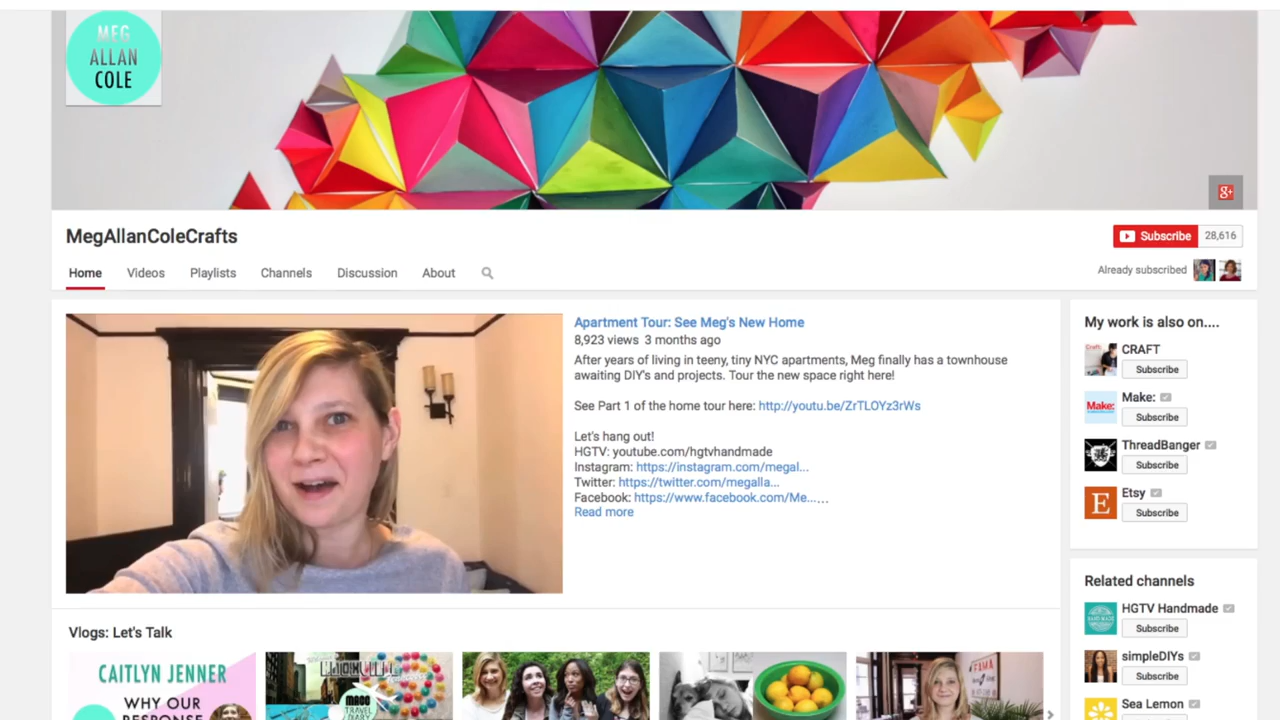 MEG
ALLAN
COLE
g+
MegAllanColeCrafts
Subscribe 28,616
Home Videos Playlists Channels Discussion About
Already subscribed
Apartment Tour: See Meg's New Home
8,923 views 3 months ago
After years of living in teeny, tiny NYC apartments, Meg finally has a townhouse
awaiting DIY's and projects. Tour the new space right here!
See Part 1 of the home tour here: http://youtu.be/ZrTLOYz3rWs
Let's hang out!
HGTV: youtube.com/hgtvhandmade
Instagram: https://instagram.com/megal...
Twitter: https://twitter.com/megalla...
Facebook: https://www.facebook.com/Me... ...
Read more
My work is also on....
Craft:
CRAFT
Subscribe
Make:
Make:
Subscribe
ThreadBanger
Subscribe
E
Etsy
Subscribe
Related channels
HGTV Handmade
Subscribe
simpleDIYs
Subscribe
Sea Lemon
Vlogs: Let's Talk
CAITLYN JENNER
WHY OUR
RESPONSE
MACC
TRAVEL
DIARY